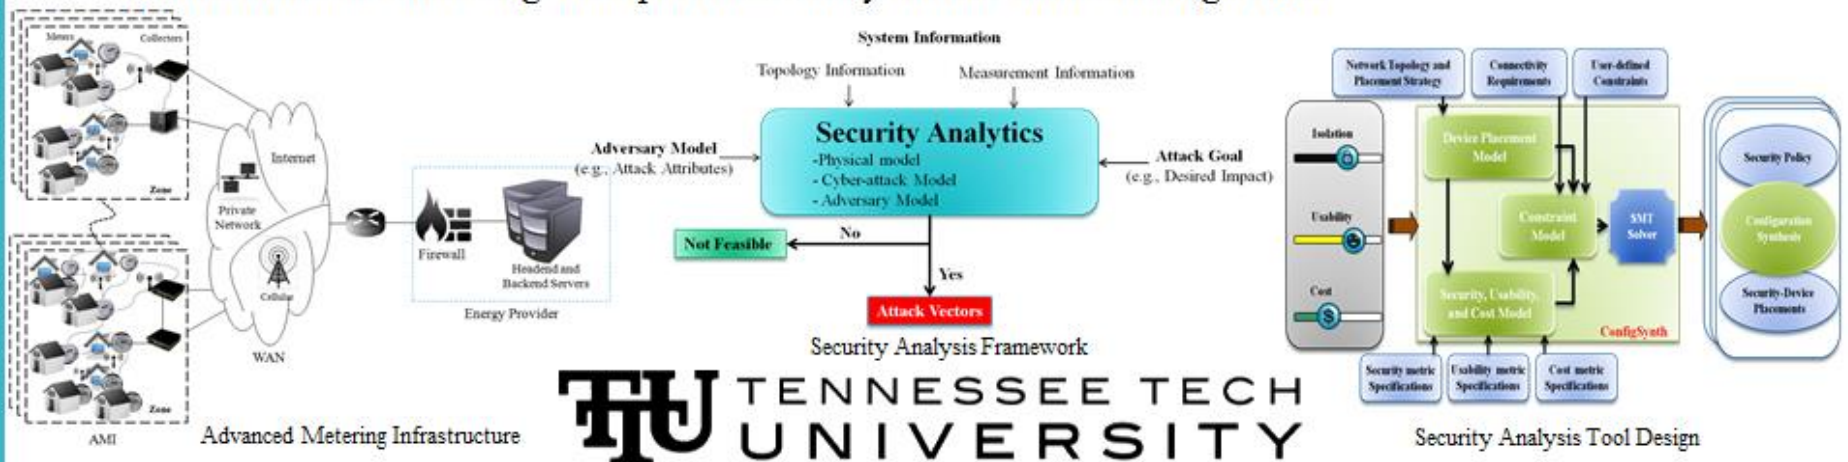 Meters
Collectors
Zone
Zone
AMI
Internet
Private
Network
Cellular
WAN
Firewall
Headend and
Backend Servers
Energy Provider
Advanced Metering Infrastructure
System Information
Topology Information
Measurement Information
Adversary Model
(e.g., Attack Attributes)
Security Analytics
-Physical model
- Cyber-attack Model
- Adversary Model
Attack Goal
(e.g., Desired Impact)
No
Not Feasible
Yes
Attack Vectors
Security Analysis Framework
TTU
TENNESSEE TECH
UNIVERSITY
Isolation
Usability
Cost
$
Network Topology and
Placement Strategy
Connectivity
Requirements
User-defined
Constraints
Device Placement
Model
Constraint
Model
SMT
Solver
Security, Usability,
and Cost Model
ConfigSynth
Security metric
Specifications
Usability metric
Specifications
Cost metric
Specifications
Security Policy
Configuration
Synthesis
Security-Device
Placements
Security Analysis Tool Design